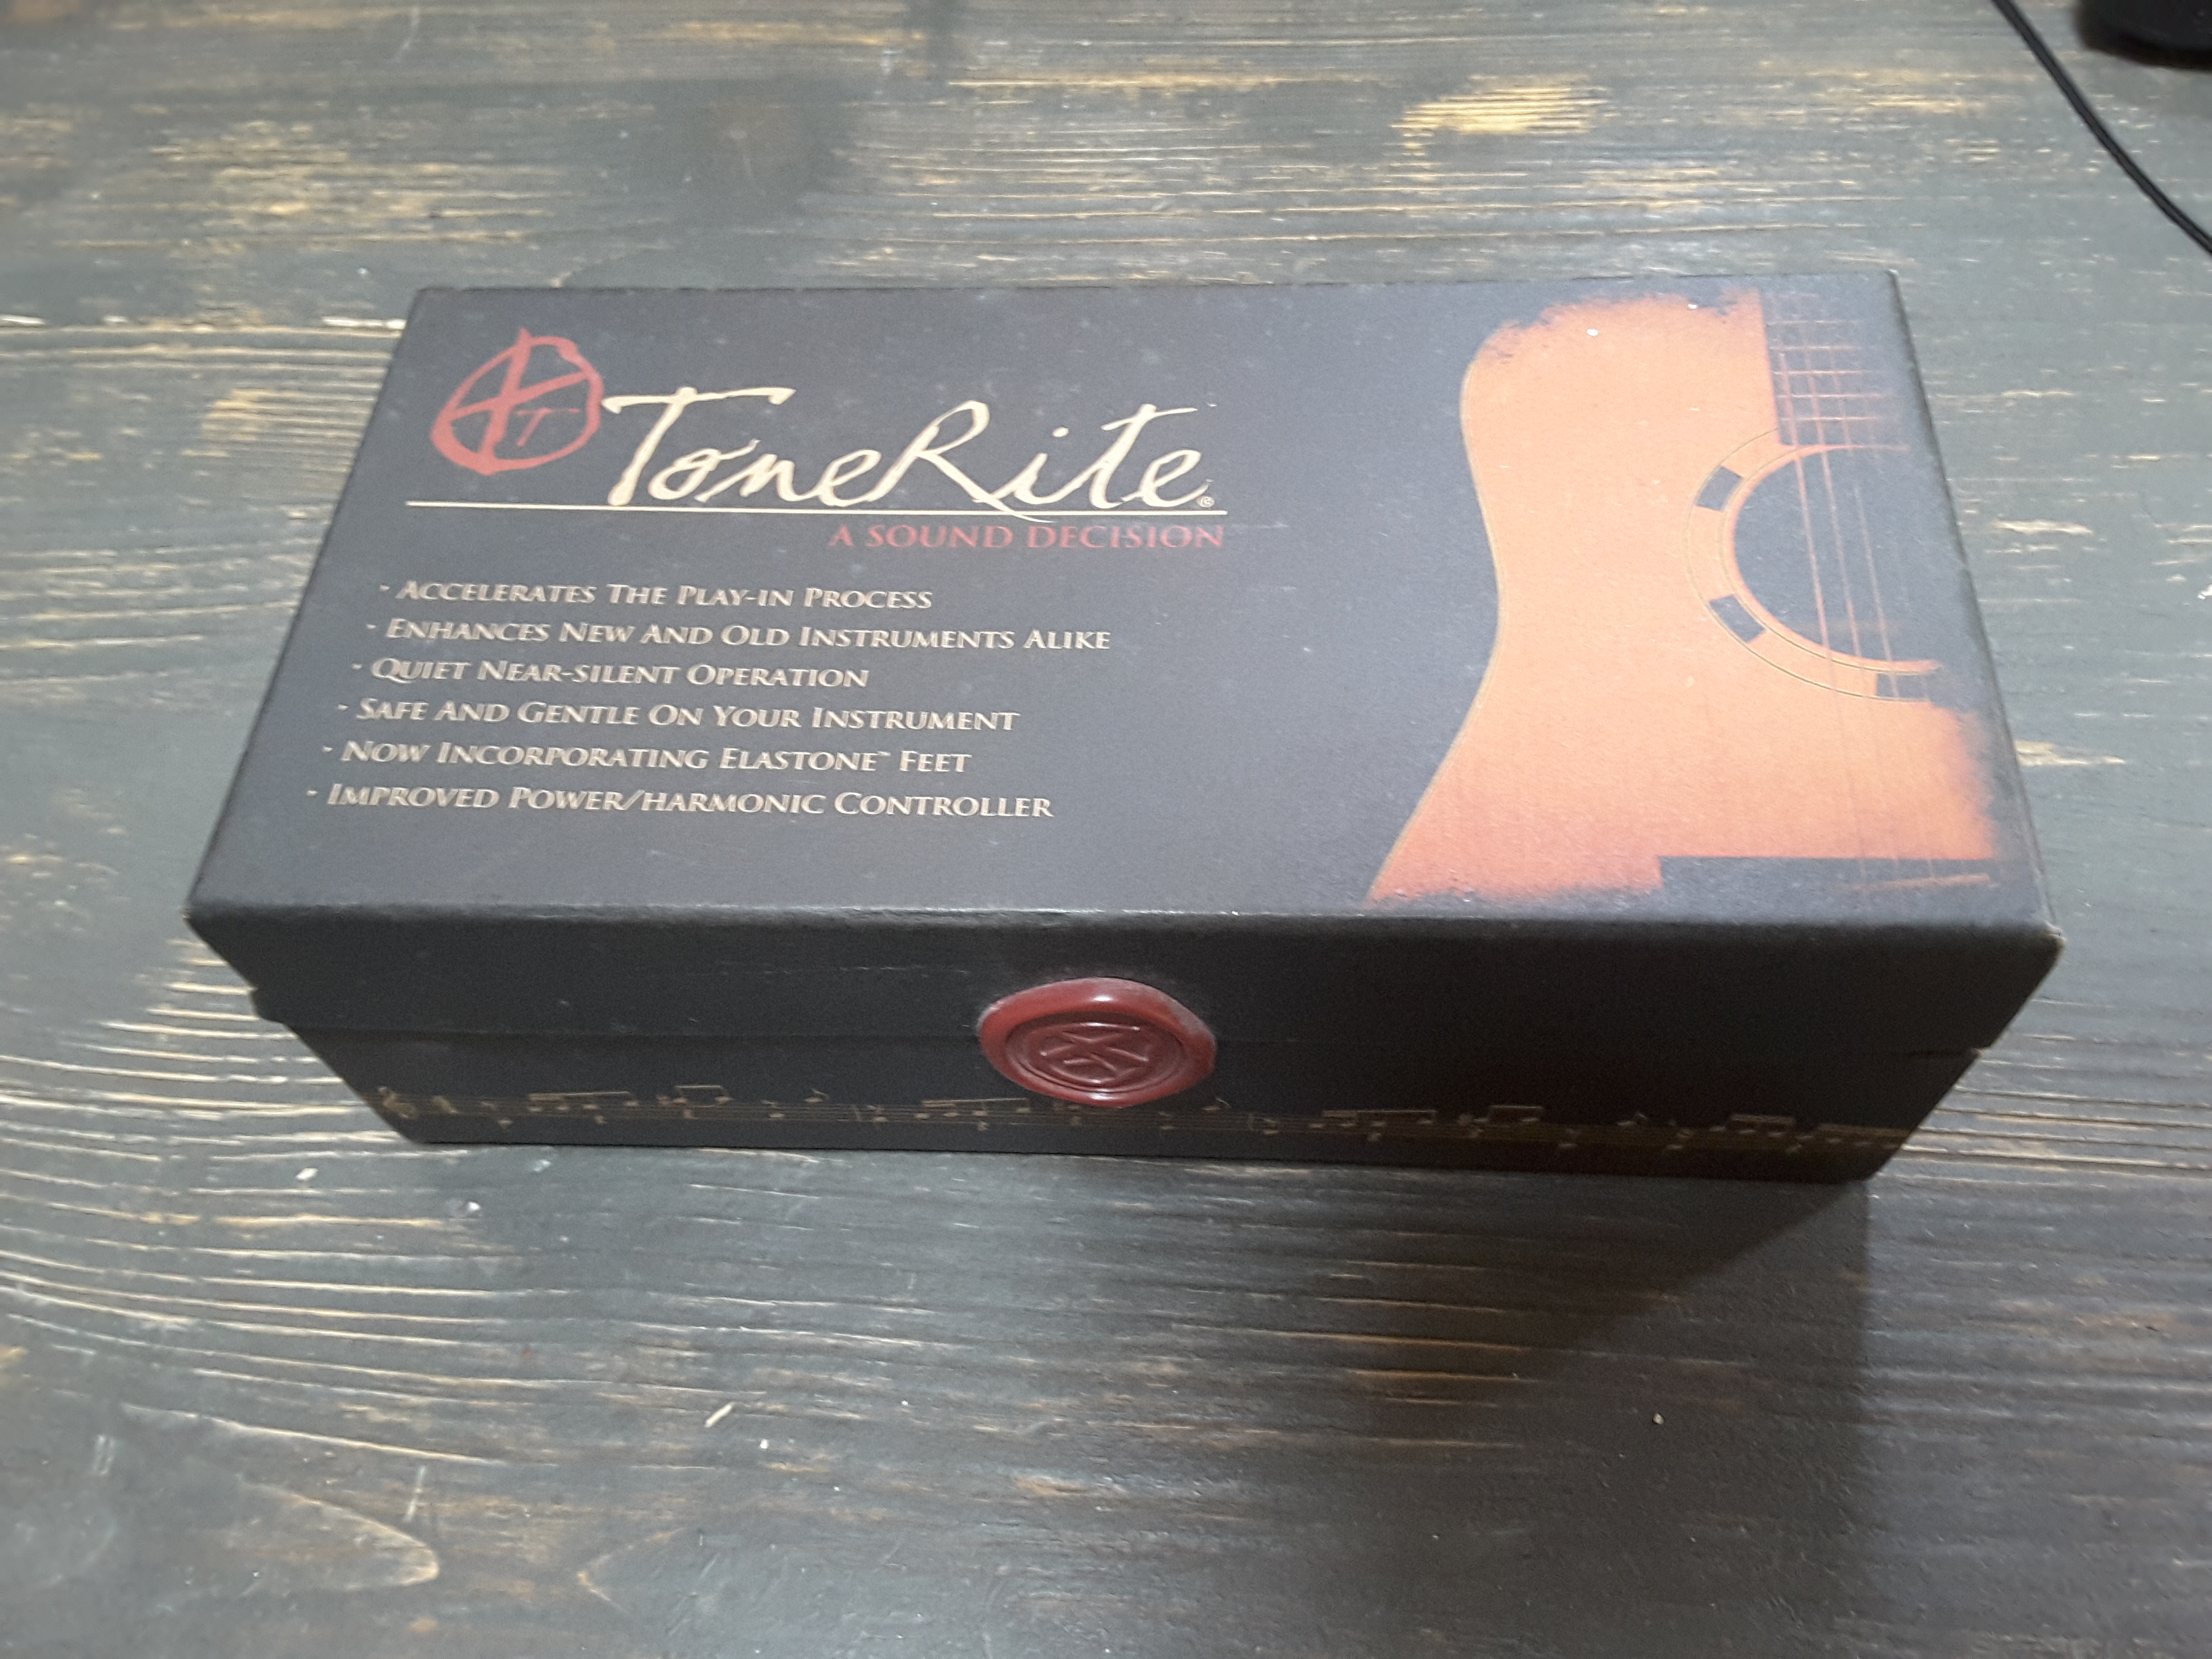 T
ToneRite®
A SOUND DECISION
- ACCELERATES THE PLAY-IN PROCESS
- ENHANCES NEW AND OLD INSTRUMENTS ALIKE
- QUIET NEAR-SILENT OPERATION
- SAFE AND GENTLE ON YOUR INSTRUMENT
- NOW INCORPORATING ELASTONE™ FEET
- IMPROVED POWER/HARMONIC CONTROLLER